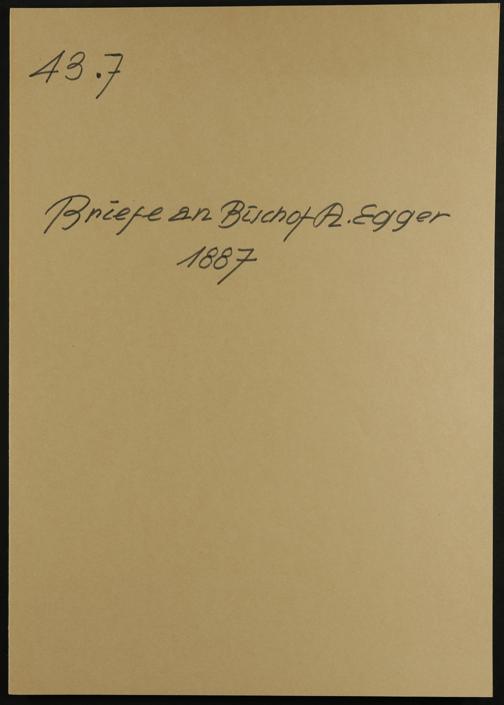 43.7
Briefe an Bischof A. Egger
1887